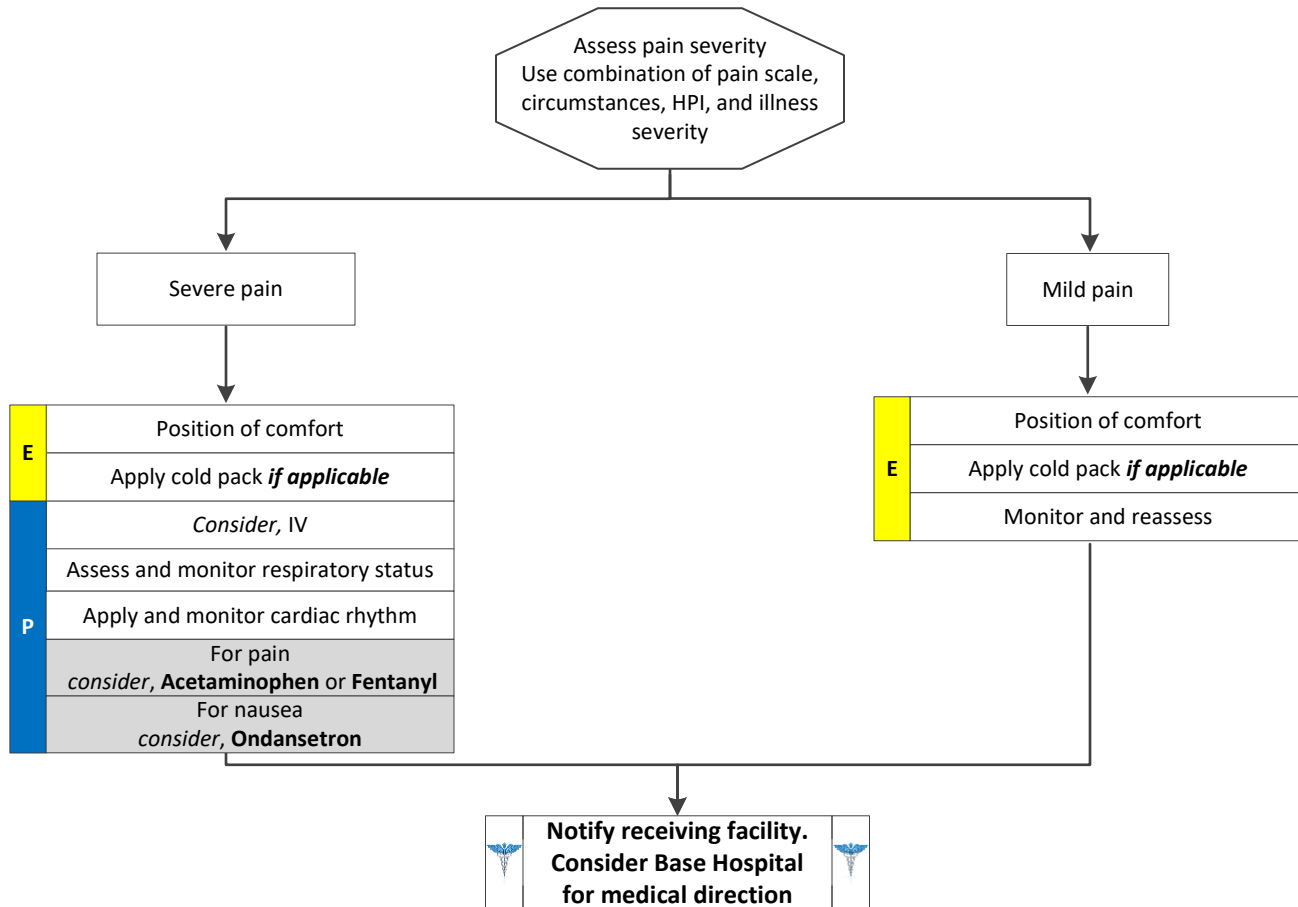 Assess pain severity
Use combination of pain scale,
circumstances, HPI, and illness
severity
Severe pain
Mild pain
E
Position of comfort
Apply cold pack if applicable
P
Consider, IV
Assess and monitor respiratory status
Apply and monitor cardiac rhythm
For pain
consider, Acetaminophen or Fentanyl
For nausea
consider, Ondansetron
E
Position of comfort
Apply cold pack if applicable
Monitor and reassess
Notify receiving facility.
Consider Base Hospital
for medical direction